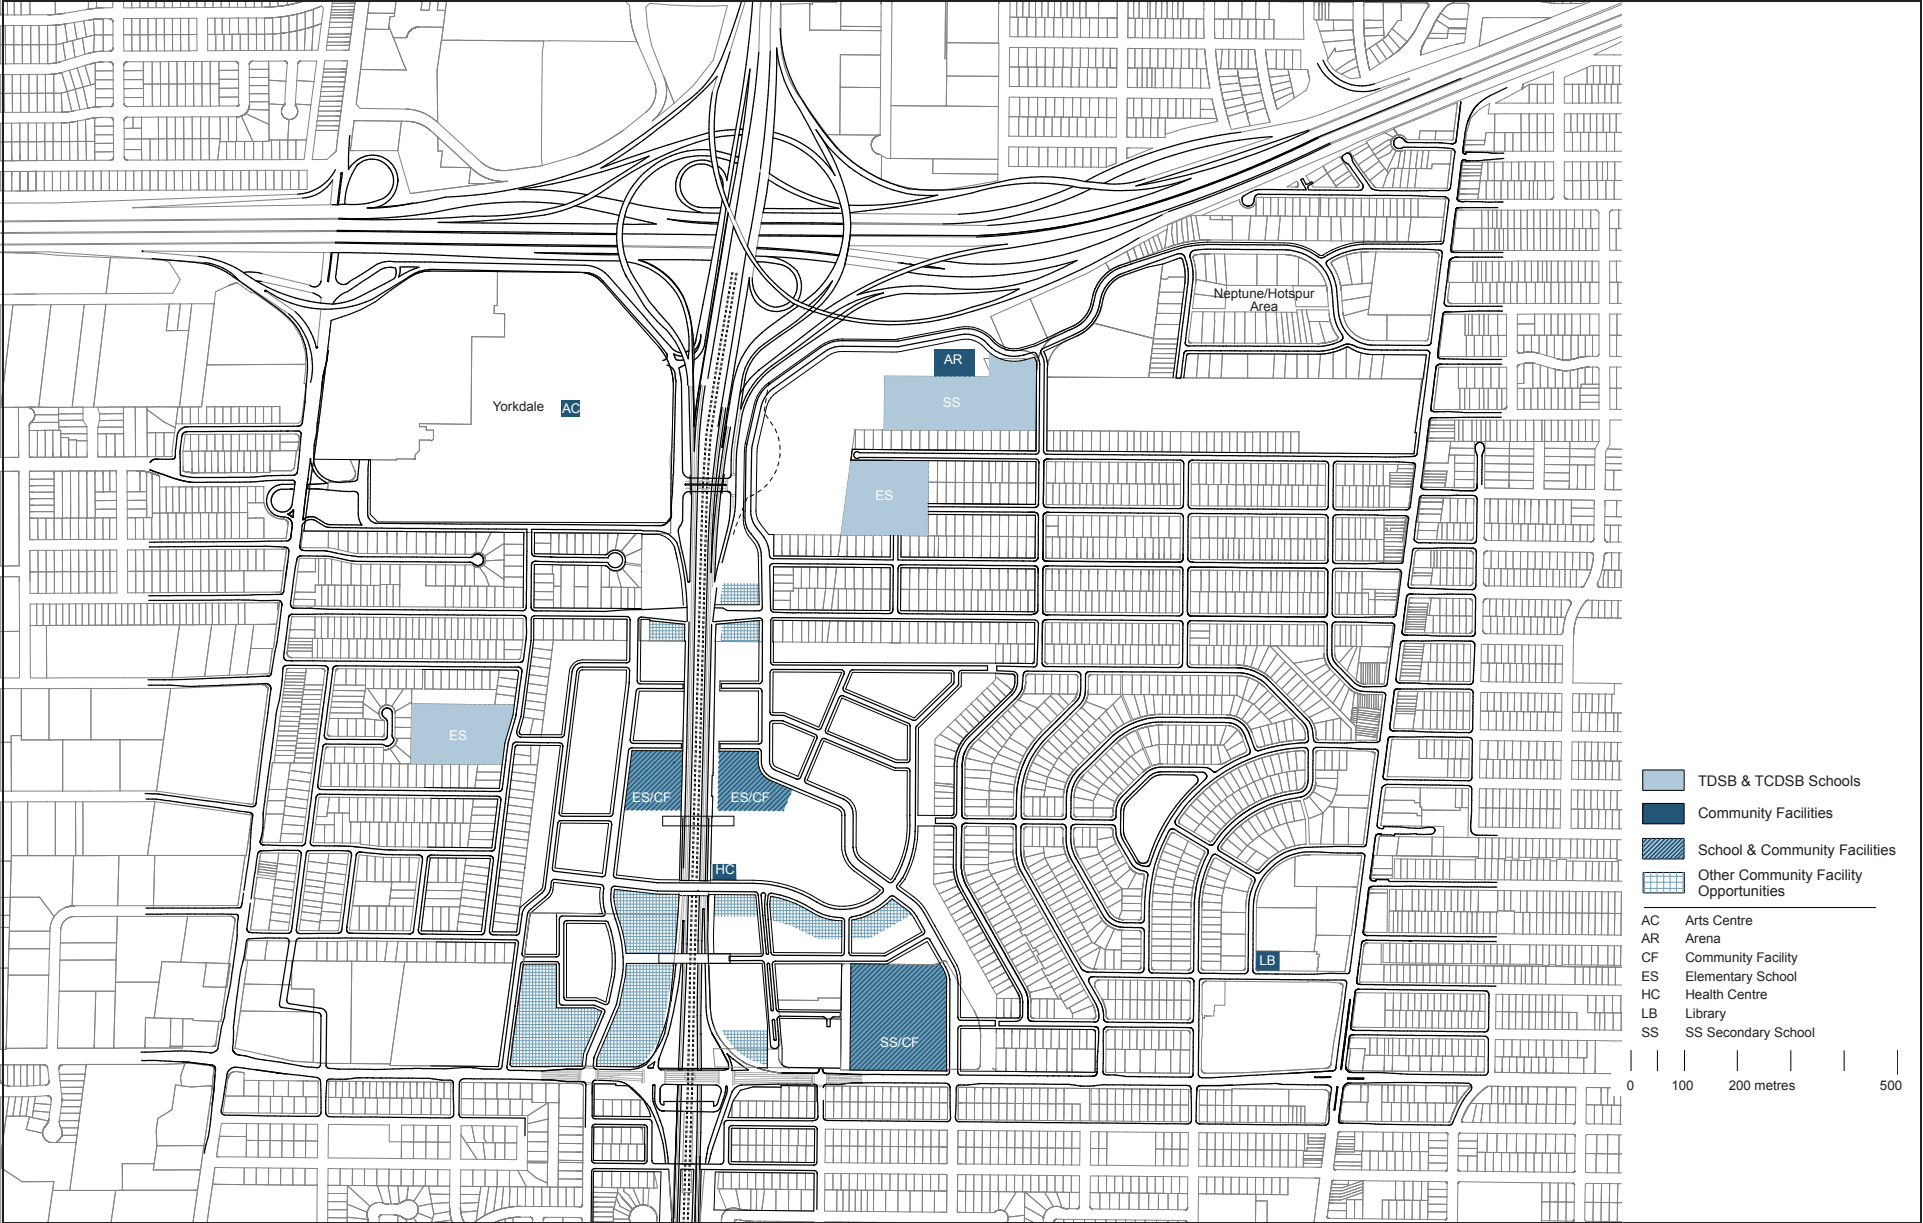 Neptune/Hotspur
Area
AR
SS
Yorkdale
AC
ES
ES
ES/CF
ES/CF
HC
LB
SS/CF
TDSB & TCDSB Schools
Community Facilities
School & Community Facilities
Other Community Facility
Opportunities
AC Arts Centre
AR Arena
CF Community Facility
ES Elementary School
HC Health Centre
LB Library
SS SS Secondary School
0 100 200 metres 500